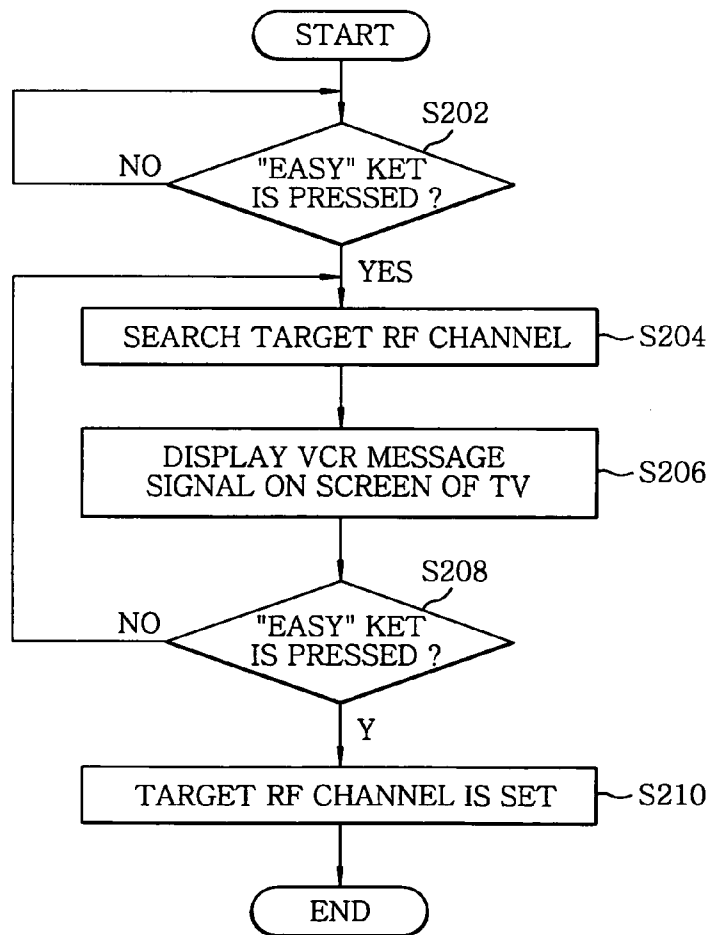 START
S202
NO
"EASY" KET
IS PRESSED ?
YES
SEARCH TARGET RF CHANNEL
S204
DISPLAY VCR MESSAGE
SIGNAL ON SCREEN OF TV
S206
S208
NO
"EASY" KET
IS PRESSED ?
Y
TARGET RF CHANNEL IS SET
S210
END